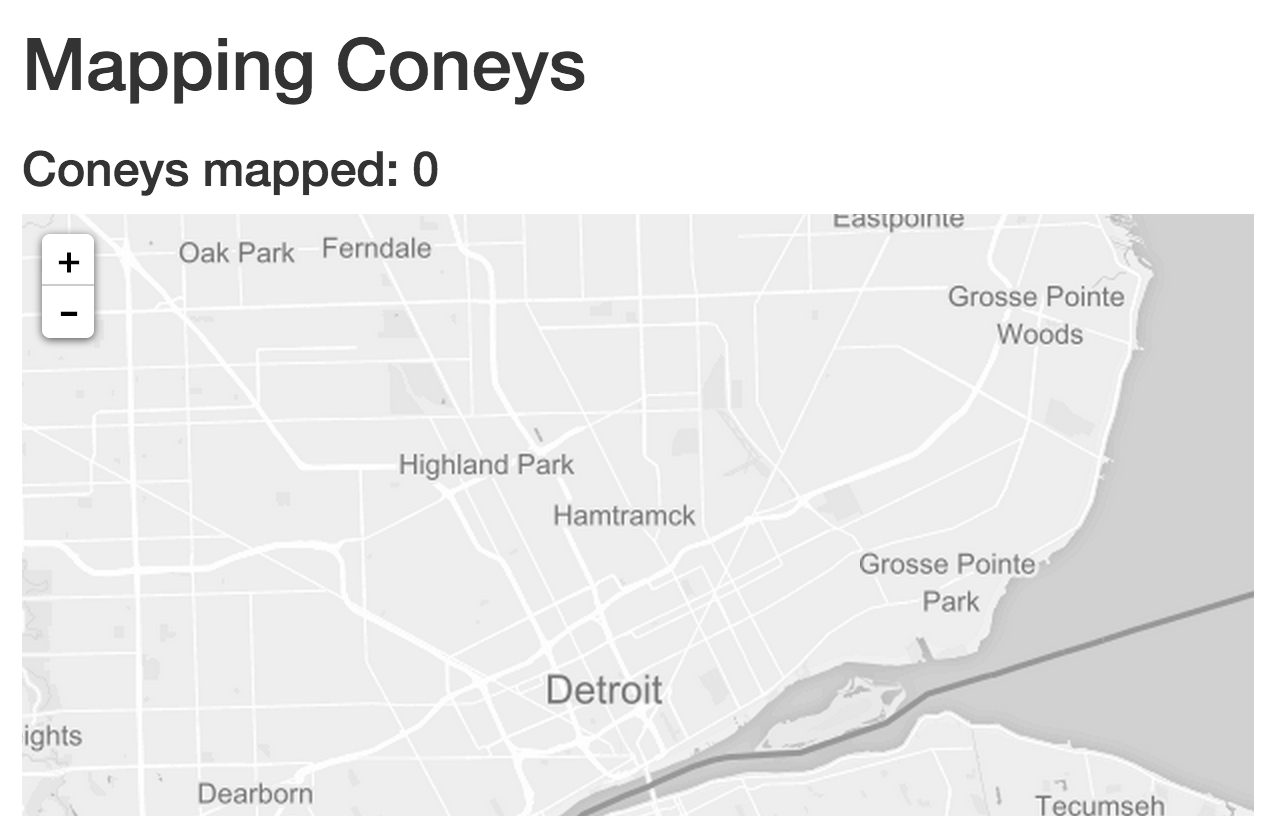 Mapping Coneys
Coneys mapped: 0
Eastpointe
+
Oak Park
Ferndale
-
Grosse Pointe
Woods
Highland Park
Hamtramck
Grosse Pointe
Park
Detroit
ights
Dearborn
Tecumseh